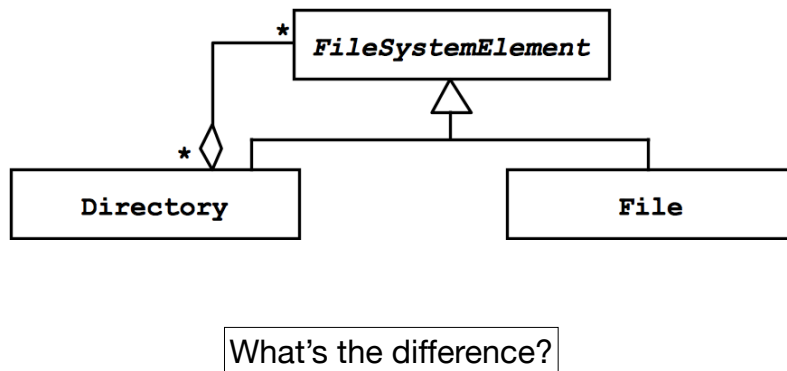 *
FileSystemElement
*
Directory
File
What's the difference?